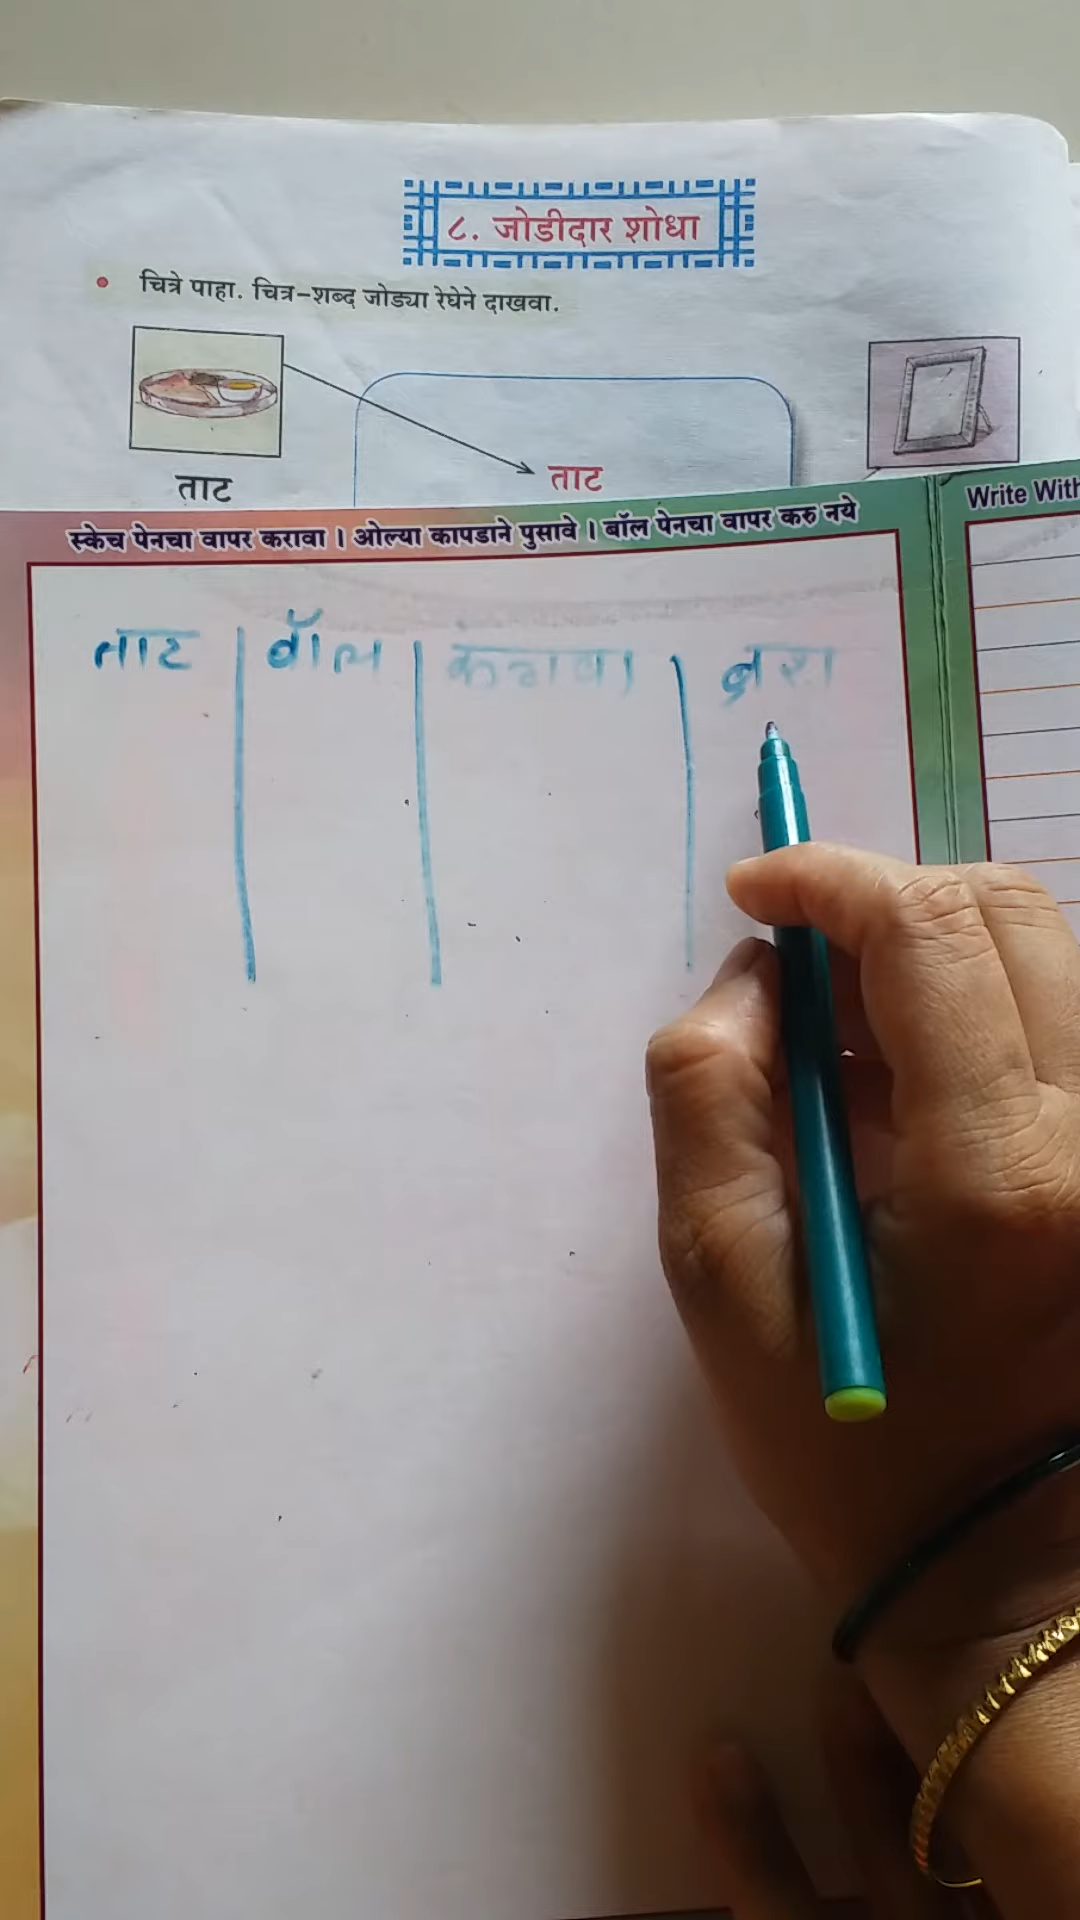 ८. जोडीदार शोधा
चित्रे पाहा. चित्र-शब्द जोड्या रेघेने दाखवा.
ताट
ताट
स्केच पेनचा वापर करावा । ओल्या कापडाने पुसावे । बॉल पेनचा वापर करु नये
Write With
ताट बॉल करावा